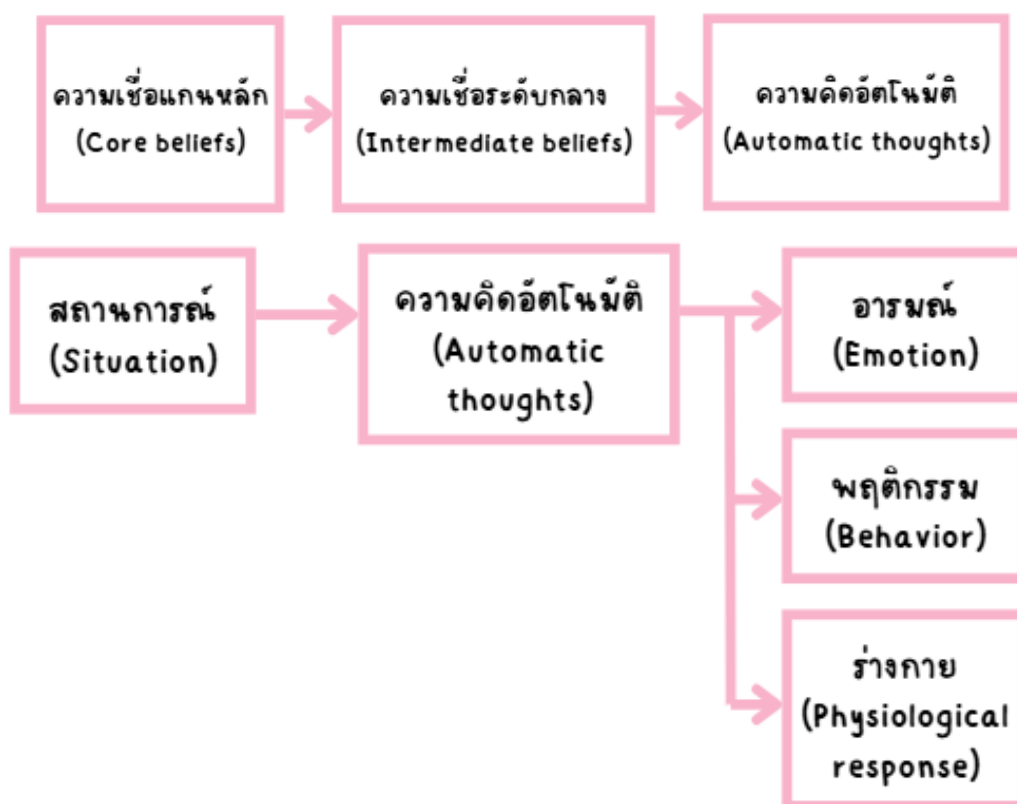 ความเชื่อแกนหลัก
(Core beliefs)
ความเชื่อระดับกลาง
(Intermediate beliefs)
ความคิดอัตโนมัติ
(Automatic thoughts)
สถานการณ์
(Situation)
ความคิดอัตโนมัติ
(Automatic
thoughts)
อารมณ์
(Emotion)
พฤติกรรม
(Behavior)
ร่างกาย
(Physiological
response)